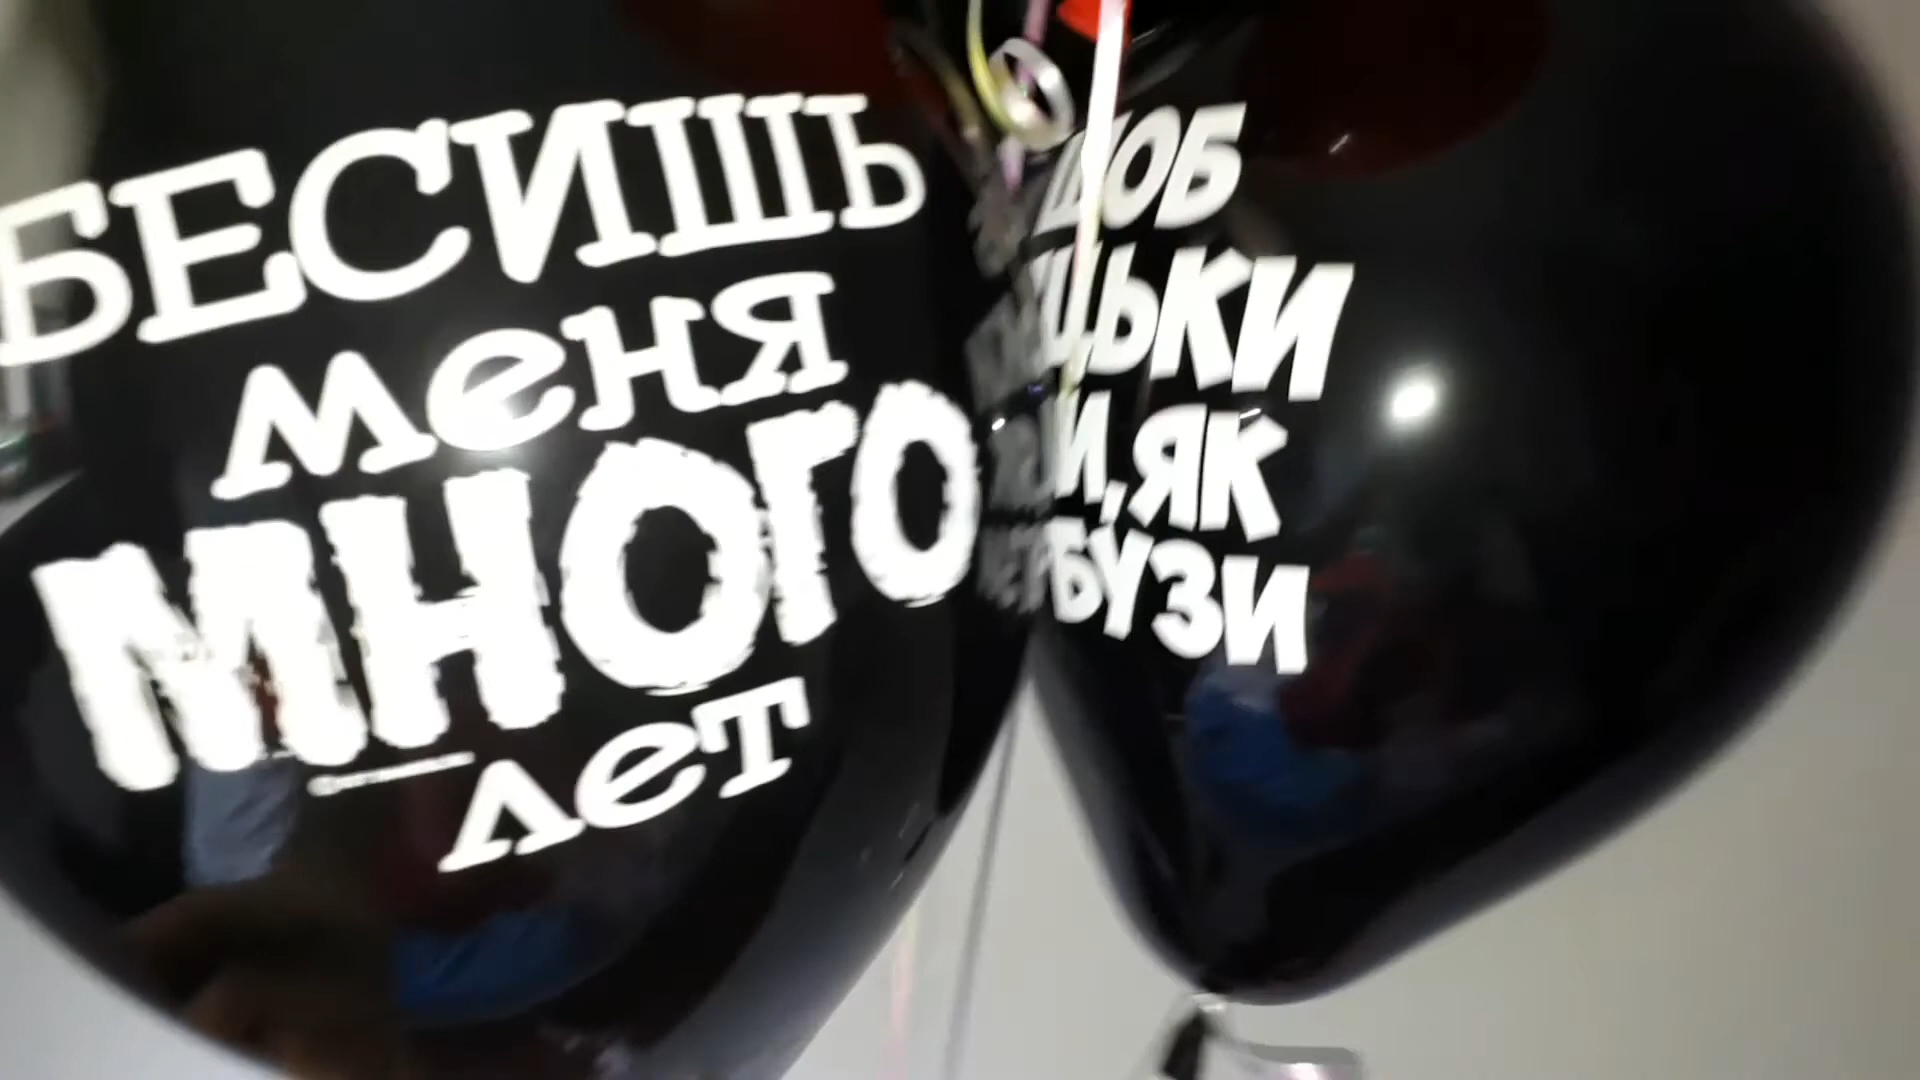 БЕСИШЬ
меня
МНОГО
лет
ЩОБ
ЦЬКИ
И, ЯК
БУЗИ